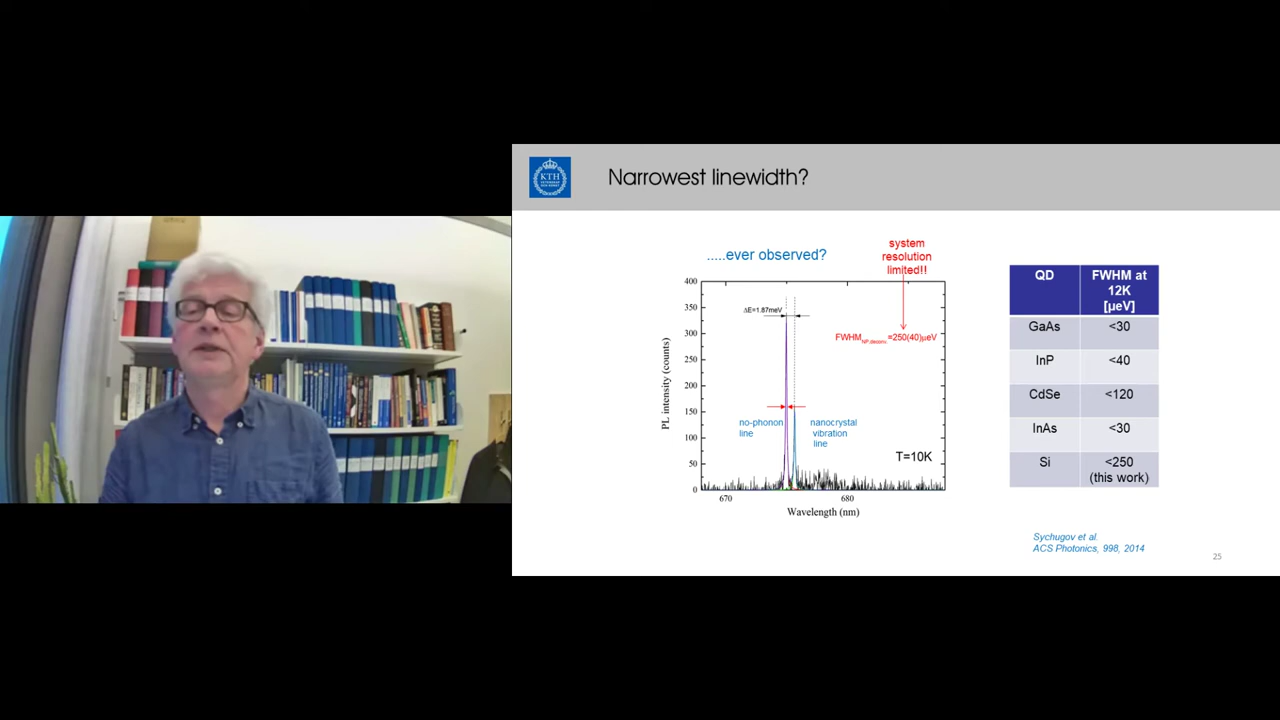 KTH
Narrowest linewidth?
.....ever observed?
system
resolution
limited!!
400
350
300
250
200
150
100
50
0
PL intensity (counts)
ΔE=1.87meV
FWHM NP,deconv. =250(40)μeV
no-phonon
line
nanocrystal
vibration
line
T=10K
670
680
Wavelength (nm)
QD
FWHM at
12K
[μeV]
GaAs
<30
InP
<40
CdSe
<120
InAs
<30
Si
<250
(this work)
Sychugov et al.
ACS Photonics, 998, 2014
25